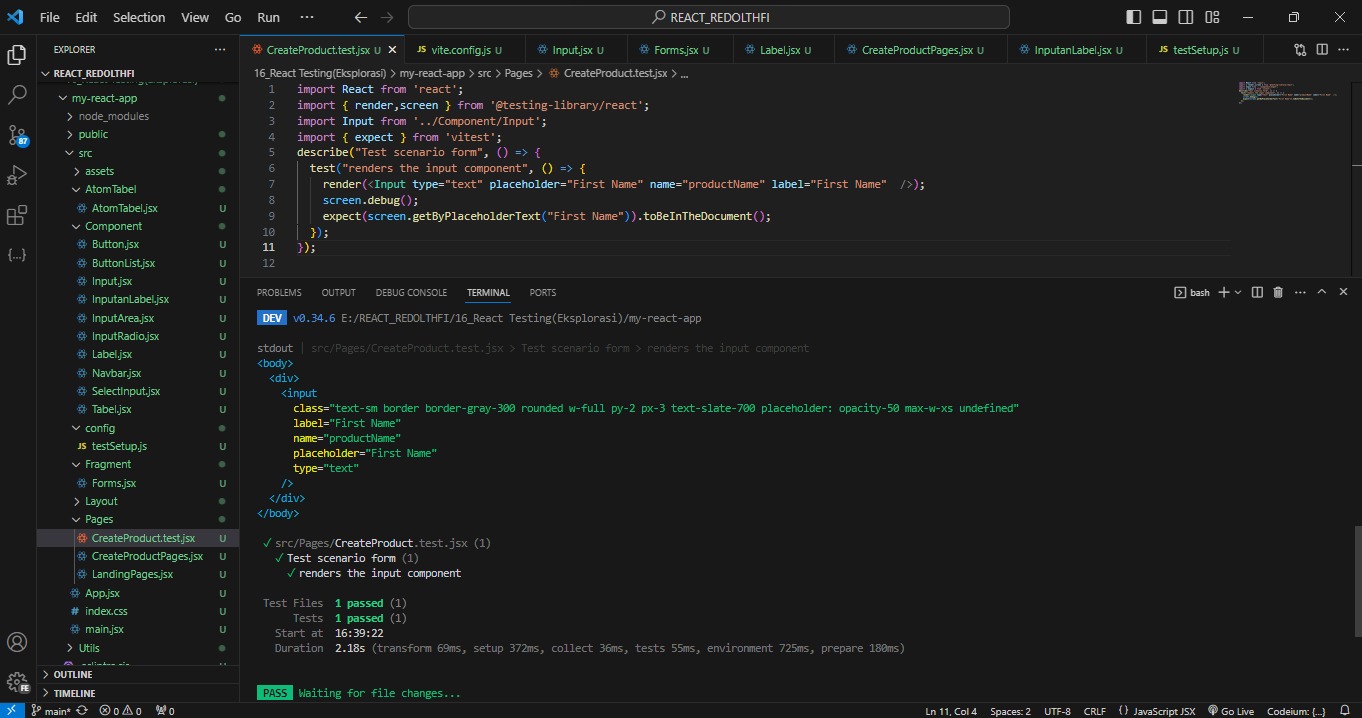 File Edit Selection View Go Run ··· REACT_REDOLTHFI
EXPLORER ···
REACT_REDOLTHFI
my-react-app
node_modules
public
src
assets
AtomTabel
AtomTabel.jsx U
Component
Button.jsx U
ButtonList.jsx U
Input.jsx U
InputanLabel.jsx U
InputArea.jsx U
InputRadio.jsx U
Label.jsx U
Navbar.jsx U
SelectInput.jsx U
Tabel.jsx U
config
JS testSetup.js U
Fragment
Forms.jsx U
Layout
Pages
CreateProduct.test.jsx U
CreateProductPages.jsx U
LandingPages.jsx U
App.jsx U
# index.css U
main.jsx U
Utils
OUTLINE
TIMELINE
87
FE
CreateProduct.test.jsx U JS vite.config.js U Input.jsx U Forms.jsx U Label.jsx U CreateProductPages.jsx U InputanLabel.jsx U JS testSetup.js U
16_React Testing(Eksplorasi) > my-react-app > src > Pages > CreateProduct.test.jsx > ...
1 import React from 'react';
2 import { render,screen } from '@testing-library/react';
3 import Input from '../Component/Input';
4 import { expect } from 'vitest';
5 describe("Test scenario form", () => {
6 test("renders the input component", () => {
7 render(<Input type="text" placeholder="First Name" name="productName" label="First Name"  />);
8 screen.debug();
9 expect(screen.getByPlaceholderText("First Name")).toBeInTheDocument();
10 });
11 });
12
PROBLEMS OUTPUT DEBUG CONSOLE TERMINAL PORTS bash
DEV v0.34.6 E:/REACT_REDOLTHFI/16_React Testing(Eksplorasi)/my-react-app
stdout | src/Pages/CreateProduct.test.jsx > Test scenario form > renders the input component
<body>
<div>
<input
class="text-sm border border-gray-300 rounded w-full py-2 px-3 text-slate-700 placeholder: opacity-50 max-w-xs undefined"
label="First Name"
name="productName"
placeholder="First Name"
type="text"
/>
</div>
</body>
✓ src/Pages/CreateProduct.test.jsx (1)
✓ Test scenario form (1)
✓ renders the input component
Test Files 1 passed (1)
Tests 1 passed (1)
Start at 16:39:22
Duration 2.18s (transform 69ms, setup 372ms, collect 36ms, tests 55ms, environment 725ms, prepare 180ms)
PASS Waiting for file changes...
main* 0 0 0 Ln 11, Col 4 Spaces: 2 UTF-8 CRLF {} JavaScript JSX Go Live Codeium: {...}